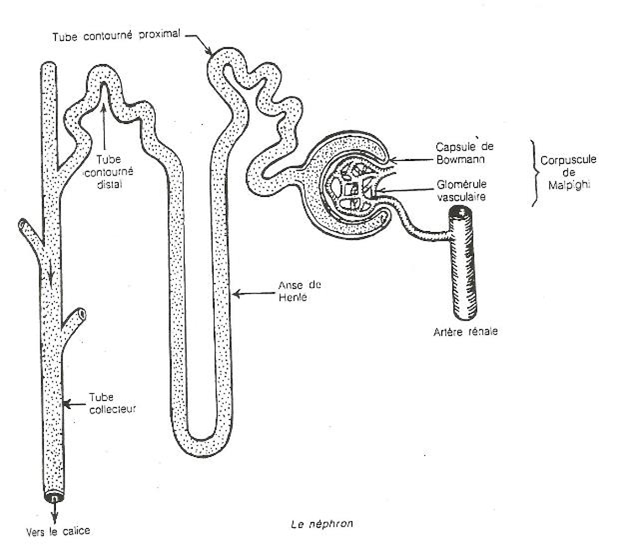 Tube contourné proximal
Tube
contourné
distal
Capsule de
Bowmann
Glomérule
vasculaire
Corpuscule
de
Malpighi
Anse de
Henlé
Artère rénale
Tube
collecteur
Vers le calice
Le néphron